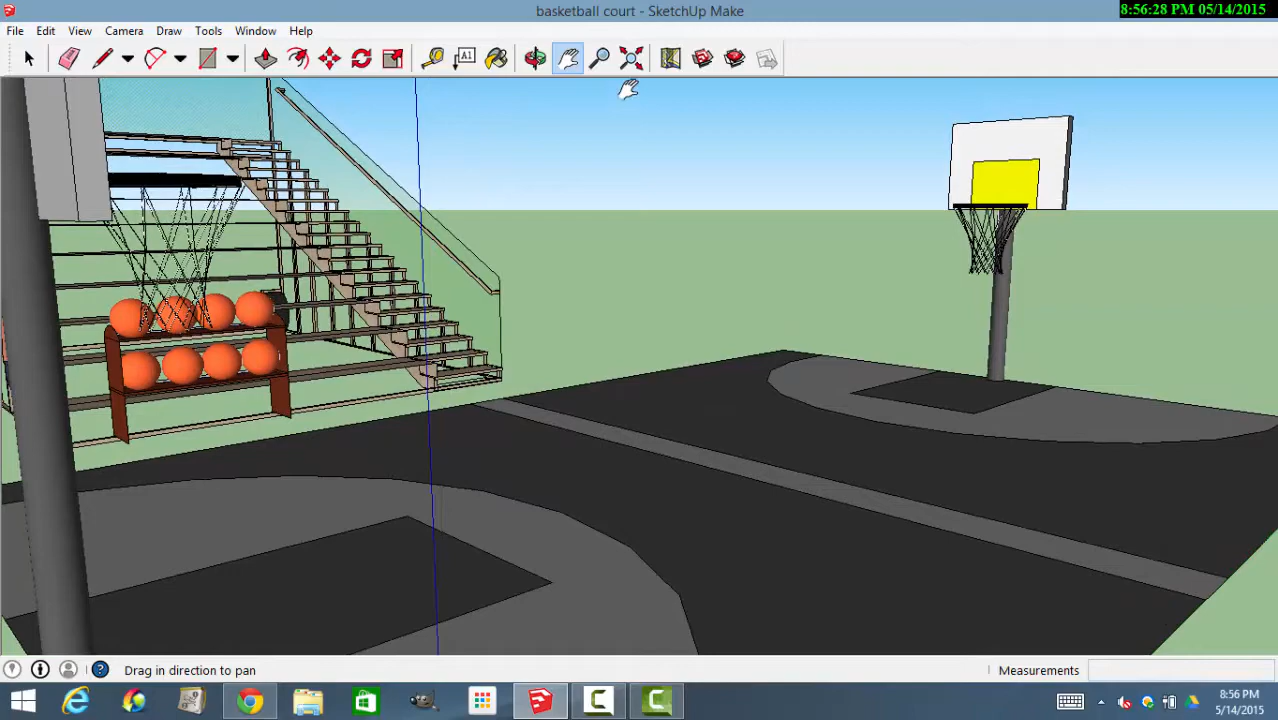 basketball court - SketchUp Make
8:56:28 PM 05/14/2015
File Edit View Camera Draw Tools Window Help
A1
Drag in direction to pan
Measurements
8:56 PM
5/14/2015